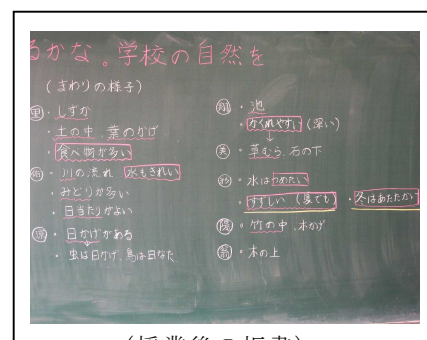 るかな。学校の自然を
(まわりの様子)
・しずか
・土の中、葉のかげ
・食べ物が多い
・川の流れ 水もきれい
・みどりが多い
・日当たりがよい
・日かげがある
・虫は日かげ、鳥は日なた
・池
・かくれやすい(深い)
・草むら、石の下
・水はつめたい
・すずしい(夏でも) ・冬はあたたかい
・竹の中、木かげ
・木の上
(授業後の板書)